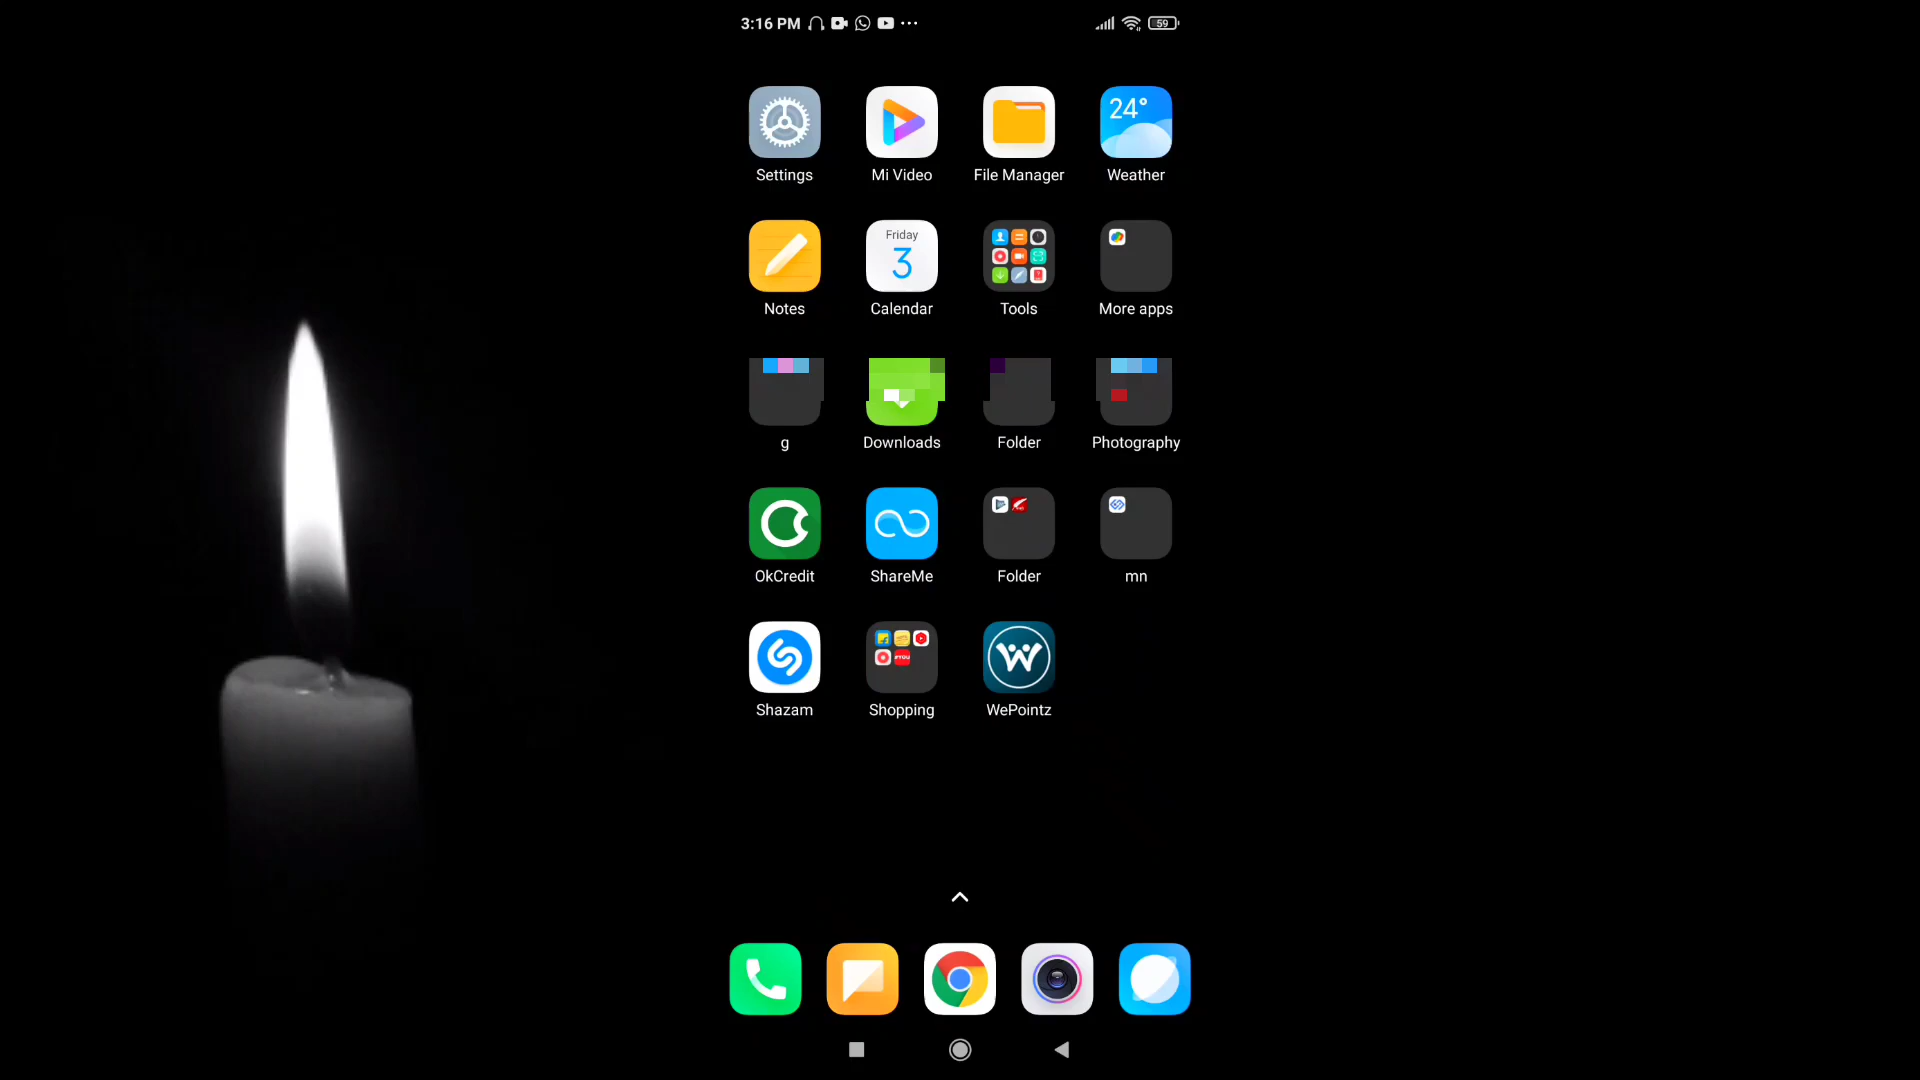 3:16 PM
59
24°
Settings
Mi Video
File Manager
Weather
Friday
3
Notes
Calendar
Tools
More apps
g
Downloads
Folder
Photography
OkCredit
ShareMe
Folder
mn
Shazam
Shopping
WePointz